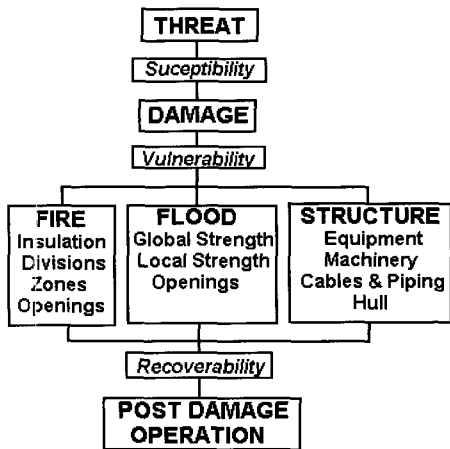 THREAT
Suceptibility
DAMAGE
Vulnerability
FIRE
Insulation
Divisions
Zones
Openings
FLOOD
Global Strength
Local Strength
Openings
STRUCTURE
Equipment
Machinery
Cables & Piping
Hull
Recoverability
POST DAMAGE
OPERATION